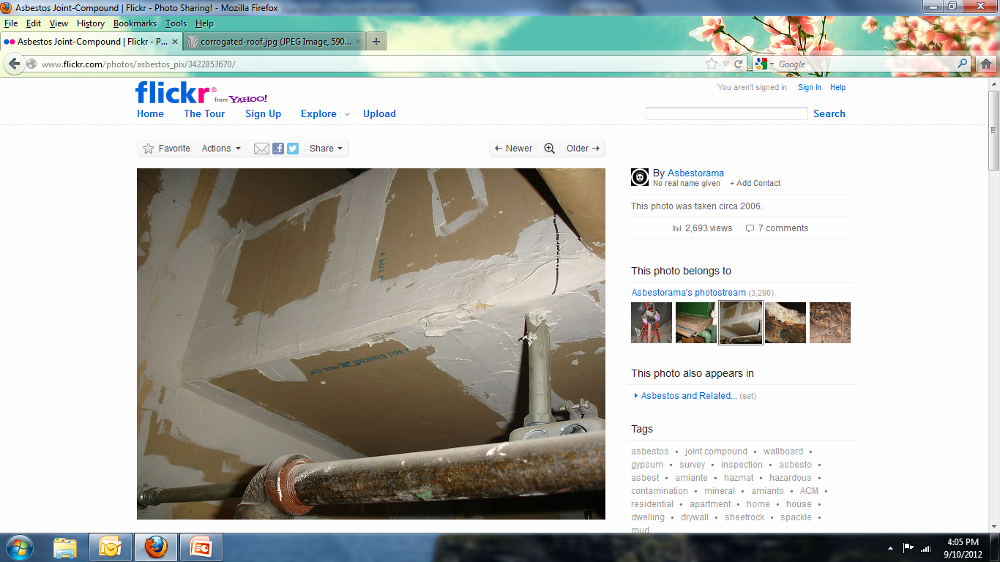 Asbestos Joint-Compound | Flickr - Photo Sharing! - Mozilla Firefox
File Edit View History Bookmarks Tools Help
Asbestos Joint-Compound | Flickr - P... × corrogated-roof.jpg (JPEG Image, 590... × +
www.flickr.com/photos/asbestos_pix/3422853670/ Google
flickr® from YAHOO! You aren't signed in Sign In Help
Home The Tour Sign Up Explore Upload Search
Favorite Actions Share ← Newer Older →
By Asbestorama
No real name given + Add Contact
This photo was taken circa 2006.
2,693 views 7 comments
This photo belongs to
Asbestorama's photostream (3,290)
TYPE
FIRESHIELD TYPE
This photo also appears in
Asbestos and Related... (set)
Tags
asbestos • joint compound • wallboard •
gypsum • survey • inspection • asbesto •
asbest • amiante • hazmat • hazardous •
contamination • mineral • amianto • ACM •
residential • apartment • home • house •
dwelling • drywall • sheetrock • spackle •
mud
4:05 PM
9/10/2012